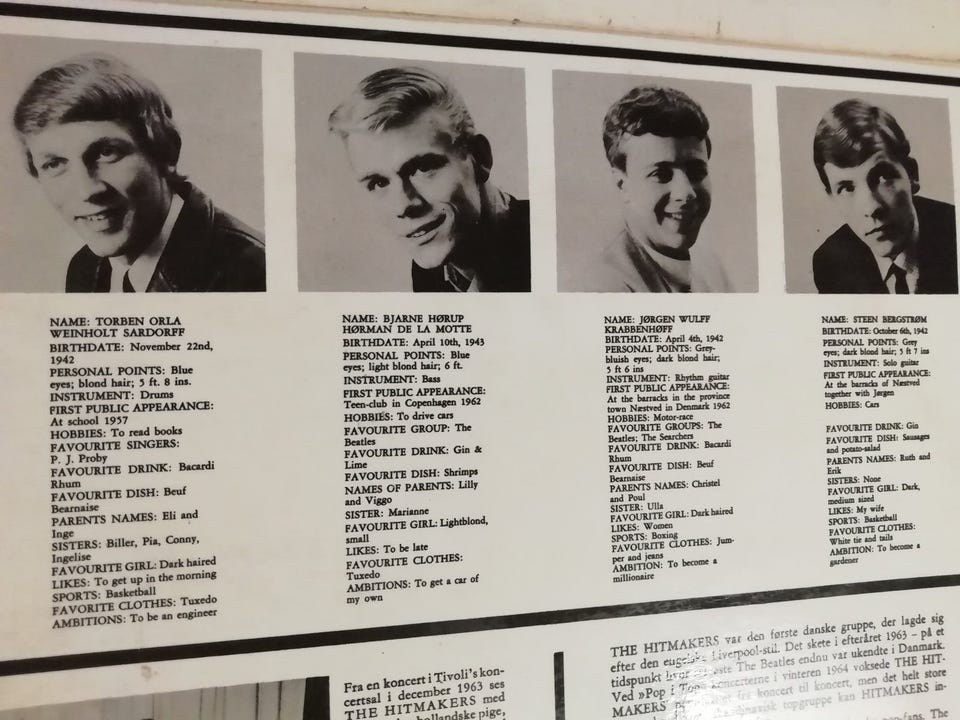 NAME: TORBEN ORLA
WEINHOLT SARDORFF
BIRTHDATE: November 22nd,
1942
PERSONAL POINTS: Blue
eyes; blond hair; 5 ft. 8 ins.
INSTRUMENT: Drums
FIRST PUBLIC APPEARANCE:
At school 1957
HOBBIES: To read books
FAVOURITE SINGERS:
P. J. Proby
FAVOURITE DRINK: Bacardi
Rhum
FAVOURITE DISH: Beuf
Bearnaise
PARENTS NAMES: Eli and
Inge
SISTERS: Biller, Pia, Conny,
Ingelise
FAVOURITE GIRL: Dark haired
LIKES: To get up in the morning
SPORTS: Basketball
FAVORITE CLOTHES: Tuxedo
AMBITIONS: To be an engineer
NAME: BJARNE HØRUP
HØRMAN DE LA MOTTE
BIRTHDATE: April 10th, 1943
PERSONAL POINTS: Blue
eyes; light blond hair; 6 ft.
INSTRUMENT: Bass
FIRST PUBLIC APPEARANCE:
Teen-club in Copenhagen 1962
HOBBIES: To drive cars
FAVOURITE GROUP: The
Beatles
FAVOURITE DRINK: Gin &
Lime
FAVOURITE DISH: Shrimps
NAMES OF PARENTS: Lilly
and Viggo
SISTER: Marianne
FAVOURITE GIRL: Lightblond,
small
LIKES: To be late
FAVOURITE CLOTHES:
Tuxedo
AMBITIONS: To get a car of
my own
NAME: JØRGEN WULFF
KRABBENHØFF
BIRTHDATE: April 4th, 1942
PERSONAL POINTS: Grey-
bluish eyes; dark blond hair;
5 ft 6 ins
INSTRUMENT: Rhythm guitar
FIRST PUBLIC APPEARANCE:
At the barracks in the province
town Næstved in Denmark 1962
HOBBIES: Motor-race
FAVOURITE GROUPS: The
Beatles; The Searchers
FAVOURITE DRINK: Bacardi
Rhum
FAVOURITE DISH: Beuf
Bearnaise
PARENTS NAMES: Christel
and Poul
SISTER: Ulla
FAVOURITE GIRL: Dark haired
LIKES: Women
SPORTS: Boxing
FAVOURITE CLOTHES: Jum-
per and jeans
AMBITION: To become a
millionaire
NAME: STEEN BERGSTRØM
BIRTHDATE: October 6th, 1942
PERSONAL POINTS: Grey
eyes; dark blond hair; 5 ft 7 ins
INSTRUMENT: Solo guitar
FIRST PUBLIC APPEARANCE:
At the barracks of Næstved
together with Jørgen
HOBBIES: Cars
FAVOURITE DRINK: Gin
FAVOURITE DISH: Sausages
and potato-salad
PARENTS NAMES: Ruth and
Erik
SISTERS: None
FAVOURITE GIRL: Dark,
medium sized
LIKES: My wife
SPORTS: Basketball
FAVOURITE CLOTHES:
White tie and tails
AMBITION: To become a
gardener
Fra en koncert i Tivoli's kon-
certsal i december 1963 ses
THE HITMAKERS med
hollandske pige,
THE HITMAKERS var den første danske gruppe, der lagde sig
efter den engelske Liverpool-stil. Det skete i efteråret 1963 - på et
tidspunkt hvor The Beatles endnu var ukendte i Danmark.
Ved »Pop i Top« koncerterne i vinteren 1964 voksede THE HIT-
MAKERS fra koncert til koncert, men det helt store
topgruppe kan HITMAKERS in-
fans. The